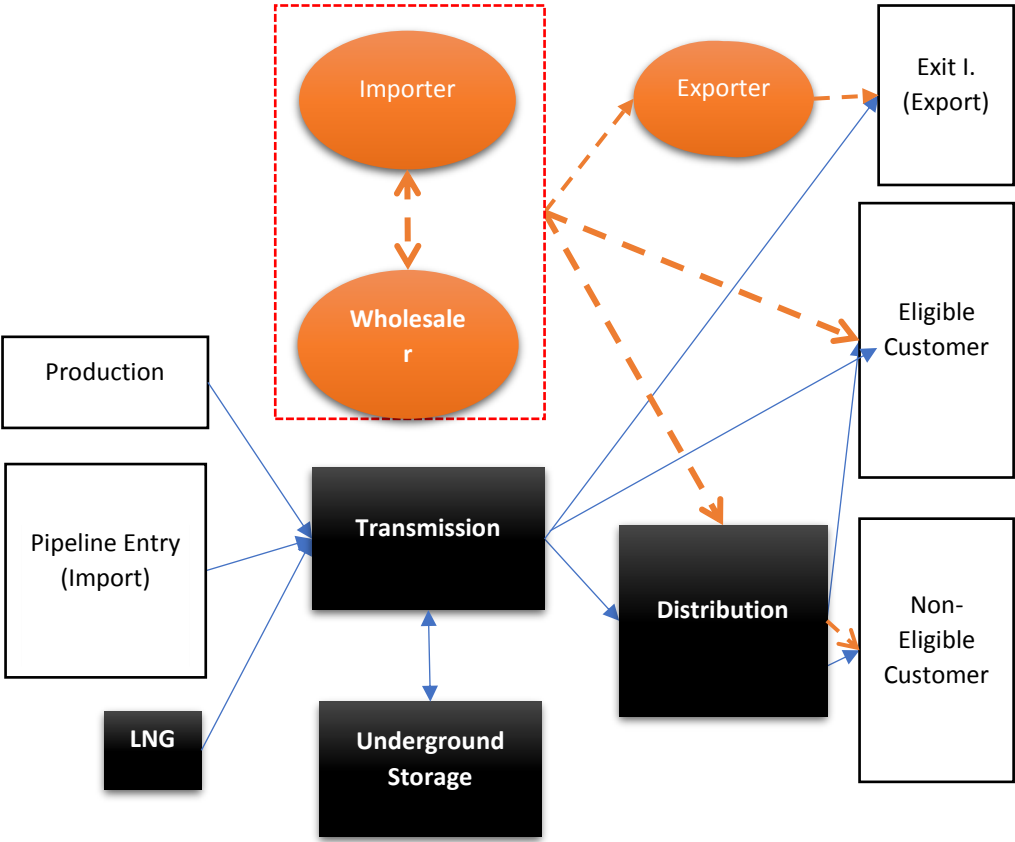 Importer
Exporter
Exit I.
(Export)
Wholesale
r
Eligible
Customer
Production
Transmission
Pipeline Entry
(Import)
Distribution
Non-
Eligible
Customer
LNG
Underground
Storage